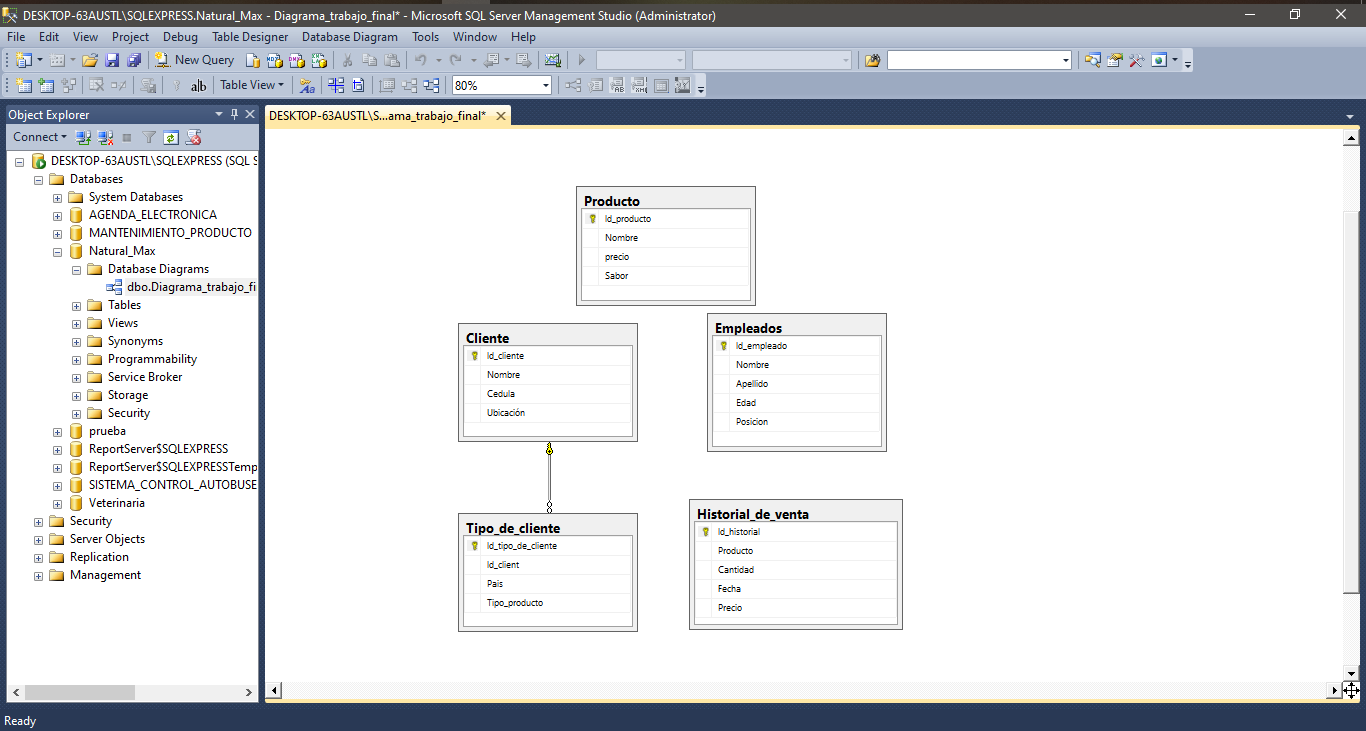 DESKTOP-63AUSTL\SQLEXPRESS.Natural_Max - Diagrama_trabajo_final* - Microsoft SQL Server Management Studio (Administrator)
File Edit View Project Debug Table Designer Database Diagram Tools Window Help
New Query
ab| Table View 80%
Object Explorer
DESKTOP-63AUSTL\S...ama_trabajo_final*
Connect
DESKTOP-63AUSTL\SQLEXPRESS (SQL S
Databases
System Databases
AGENDA_ELECTRONICA
MANTENIMIENTO_PRODUCTO
Natural_Max
Database Diagrams
dbo.Diagrama_trabajo_fi
Tables
Views
Synonyms
Programmability
Service Broker
Storage
Security
prueba
ReportServer$SQLEXPRESS
ReportServer$SQLEXPRESSTemp
SISTEMA_CONTROL_AUTOBUSE
Veterinaria
Security
Server Objects
Replication
Management
Producto
Id_producto
Nombre
precio
Sabor
Cliente
Id_cliente
Nombre
Cedula
Ubicación
Empleados
Id_empleado
Nombre
Apellido
Edad
Posicion
Tipo_de_cliente
Id_tipo_de_cliente
Id_client
Pais
Tipo_producto
Historial_de_venta
Id_historial
Producto
Cantidad
Fecha
Precio
Ready